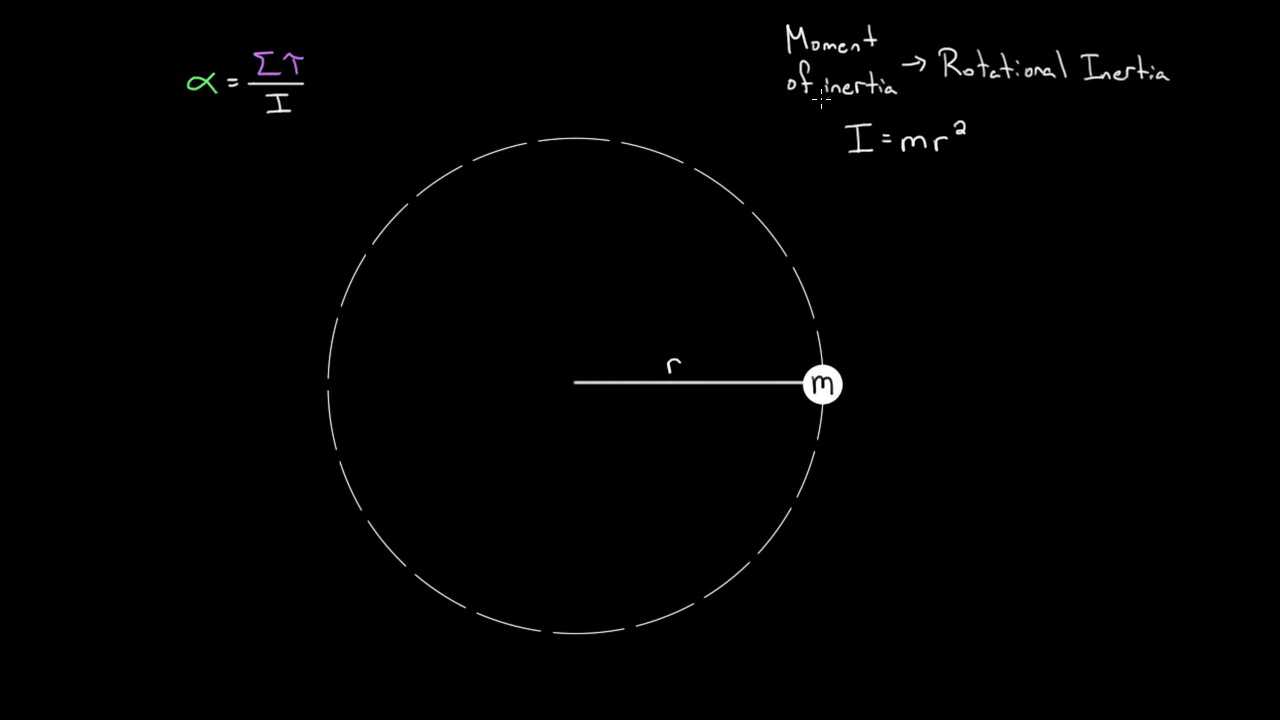 α = Στ / I
Moment of inertia → Rotational Inertia
I = mr²
r
m